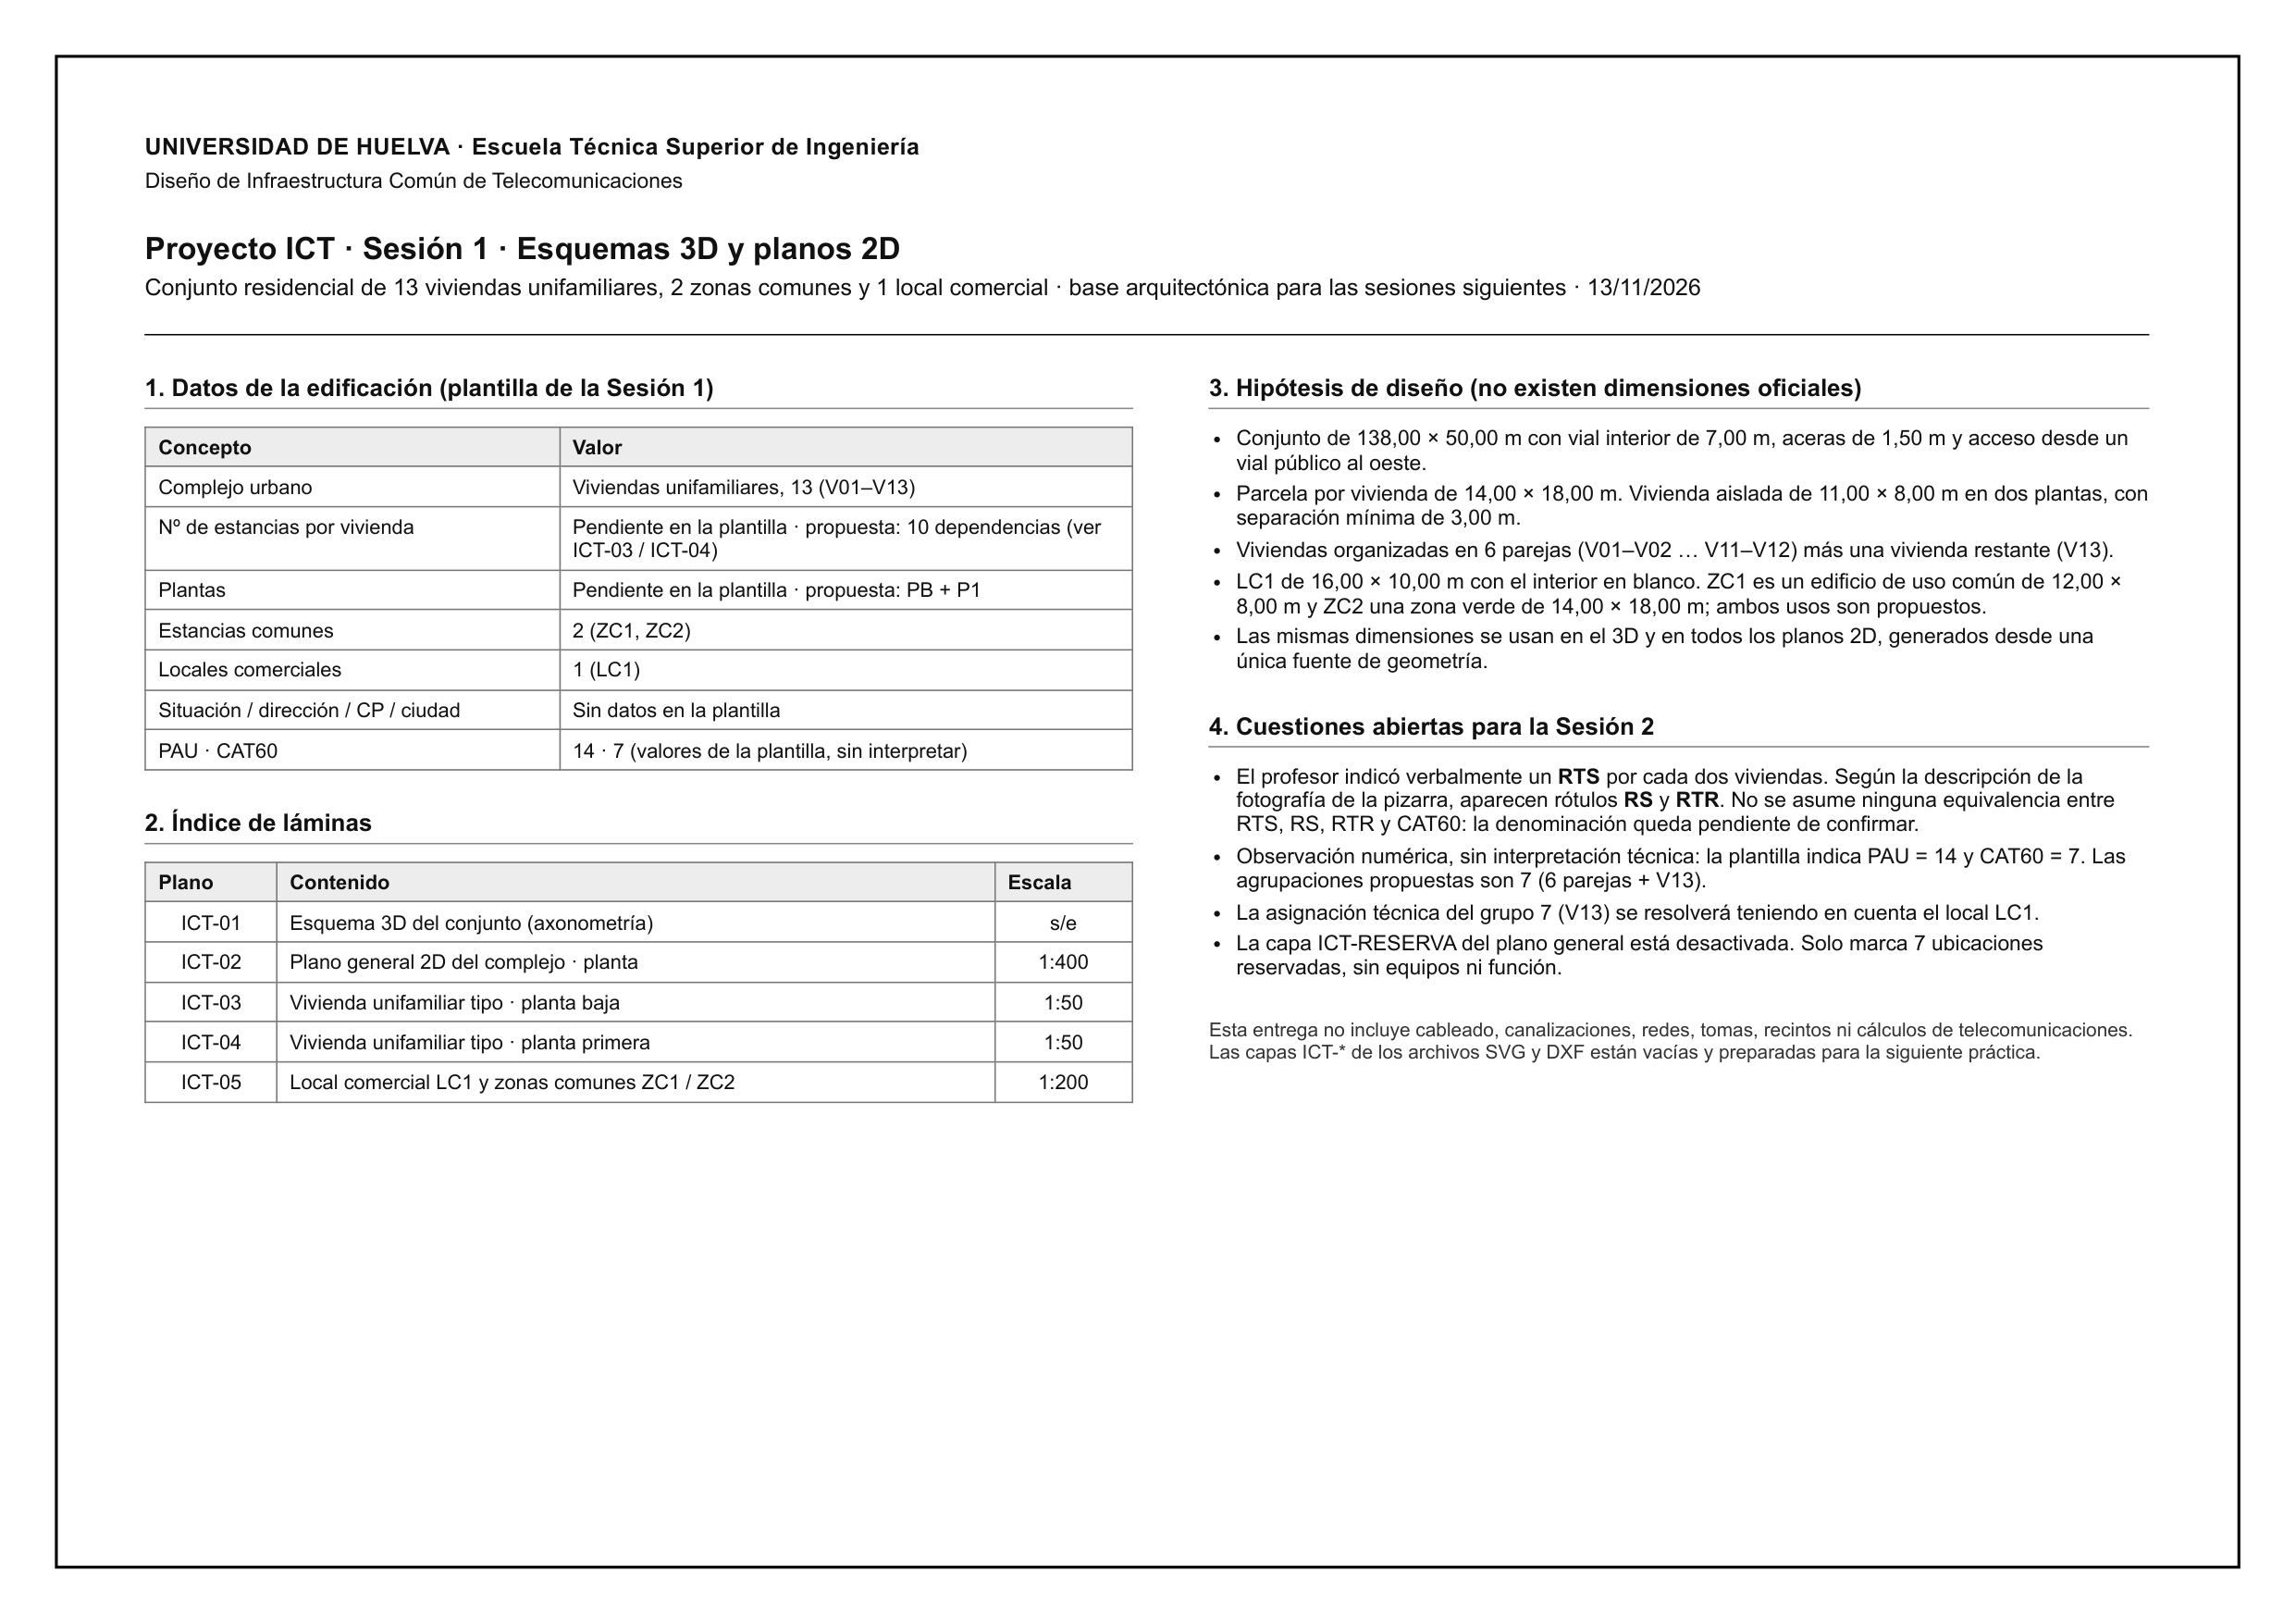 UNIVERSIDAD DE HUELVA · Escuela Técnica Superior de Ingeniería
Diseño de Infraestructura Común de Telecomunicaciones
Proyecto ICT · Sesión 1 · Esquemas 3D y planos 2D
Conjunto residencial de 13 viviendas unifamiliares, 2 zonas comunes y 1 local comercial · base arquitectónica para las sesiones siguientes · 13/11/2026
1. Datos de la edificación (plantilla de la Sesión 1)
Concepto Valor
Complejo urbano Viviendas unifamiliares, 13 (V01–V13)
Nº de estancias por vivienda Pendiente en la plantilla · propuesta: 10 dependencias (ver
ICT-03 / ICT-04)
Plantas Pendiente en la plantilla · propuesta: PB + P1
Estancias comunes 2 (ZC1, ZC2)
Locales comerciales 1 (LC1)
Situación / dirección / CP / ciudad Sin datos en la plantilla
PAU · CAT60 14 · 7 (valores de la plantilla, sin interpretar)
2. Índice de láminas
Plano Contenido Escala
ICT-01 Esquema 3D del conjunto (axonometría) s/e
ICT-02 Plano general 2D del complejo · planta 1:400
ICT-03 Vivienda unifamiliar tipo · planta baja 1:50
ICT-04 Vivienda unifamiliar tipo · planta primera 1:50
ICT-05 Local comercial LC1 y zonas comunes ZC1 / ZC2 1:200
3. Hipótesis de diseño (no existen dimensiones oficiales)
• Conjunto de 138,00 × 50,00 m con vial interior de 7,00 m, aceras de 1,50 m y acceso desde un
vial público al oeste.
• Parcela por vivienda de 14,00 × 18,00 m. Vivienda aislada de 11,00 × 8,00 m en dos plantas, con
separación mínima de 3,00 m.
• Viviendas organizadas en 6 parejas (V01–V02 … V11–V12) más una vivienda restante (V13).
• LC1 de 16,00 × 10,00 m con el interior en blanco. ZC1 es un edificio de uso común de 12,00 ×
8,00 m y ZC2 una zona verde de 14,00 × 18,00 m; ambos usos son propuestos.
• Las mismas dimensiones se usan en el 3D y en todos los planos 2D, generados desde una
única fuente de geometría.
4. Cuestiones abiertas para la Sesión 2
• El profesor indicó verbalmente un RTS por cada dos viviendas. Según la descripción de la
fotografía de la pizarra, aparecen rótulos RS y RTR. No se asume ninguna equivalencia entre
RTS, RS, RTR y CAT60: la denominación queda pendiente de confirmar.
• Observación numérica, sin interpretación técnica: la plantilla indica PAU = 14 y CAT60 = 7. Las
agrupaciones propuestas son 7 (6 parejas + V13).
• La asignación técnica del grupo 7 (V13) se resolverá teniendo en cuenta el local LC1.
• La capa ICT-RESERVA del plano general está desactivada. Solo marca 7 ubicaciones
reservadas, sin equipos ni función.
Esta entrega no incluye cableado, canalizaciones, redes, tomas, recintos ni cálculos de telecomunicaciones.
Las capas ICT-* de los archivos SVG y DXF están vacías y preparadas para la siguiente práctica.